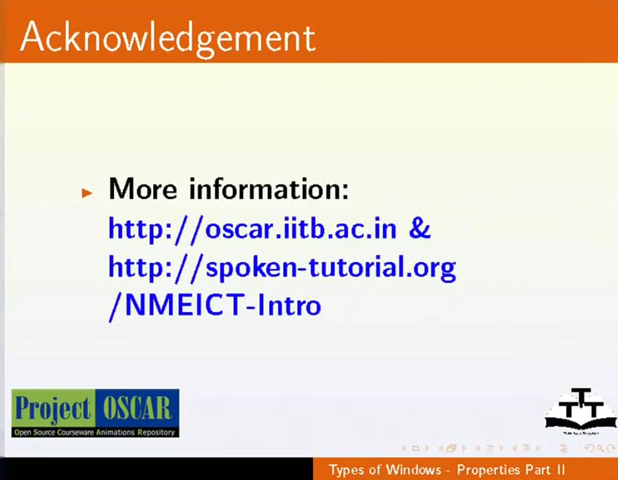 Acknowledgement
More information:
http://oscar.iitb.ac.in &
http://spoken-tutorial.org
/NMEICT-Intro
Project OSCAR
Open Source Courseware Animations Repository
Types of Windows - Properties Part II